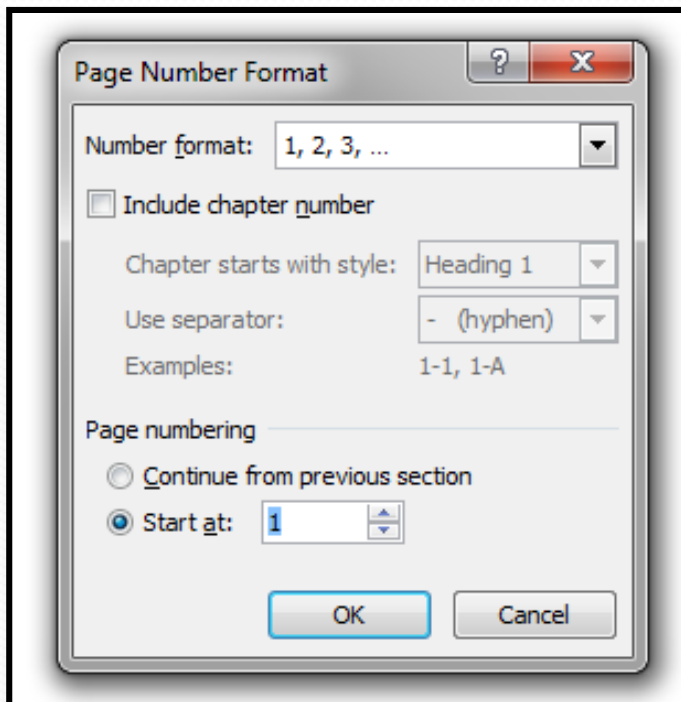 Page Number Format
Number format: 1, 2, 3, ...
Include chapter number
Chapter starts with style: Heading 1
Use separator: - (hyphen)
Examples: 1-1, 1-A
Page numbering
Continue from previous section
Start at: 1
OK Cancel